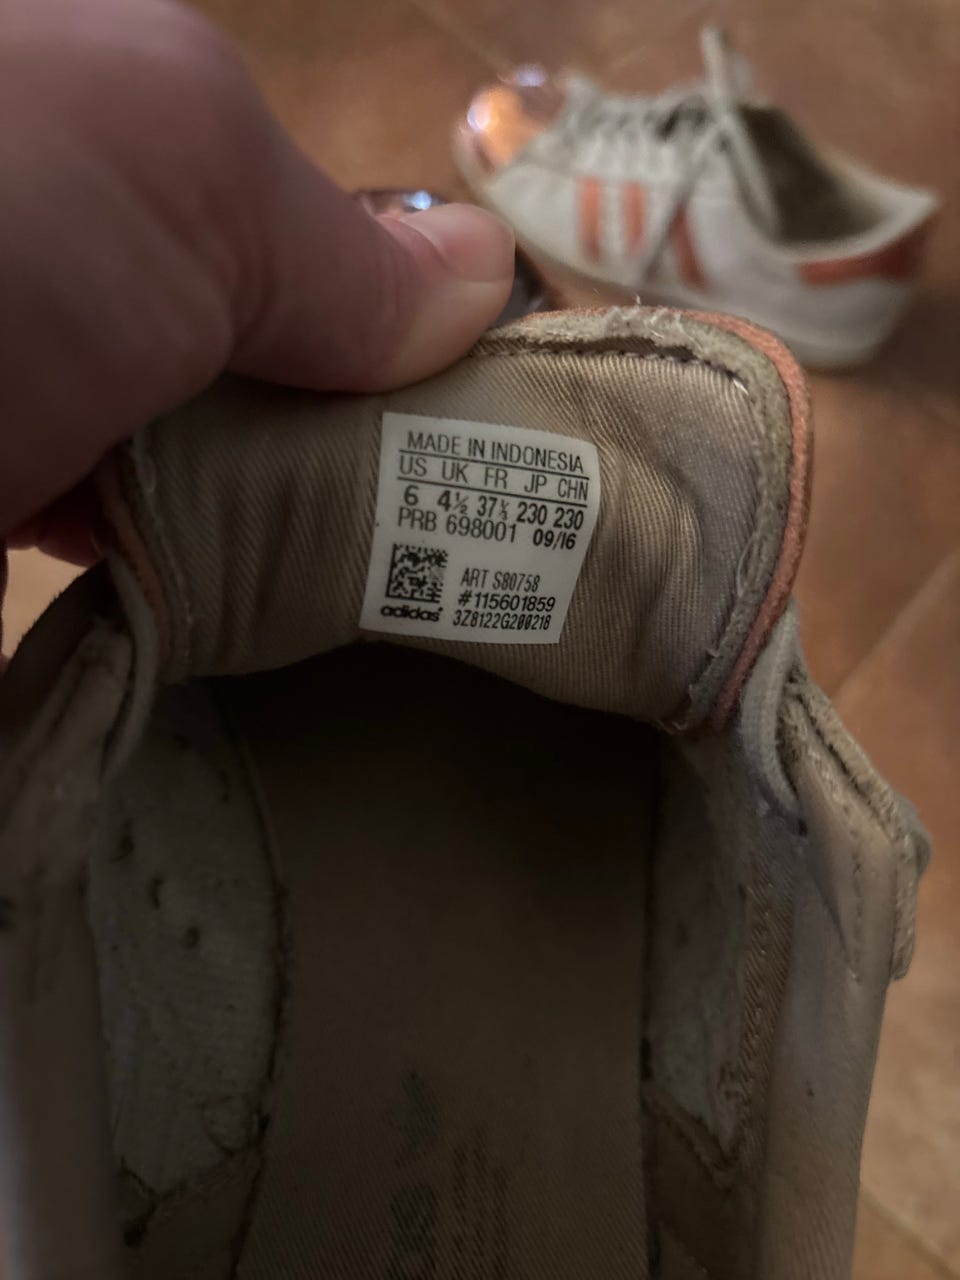 MADE IN INDONESIA
US UK FR JP CHN
6 4½ 37⅓ 230 230
PRB 698001 09/16
ART S80758
#115601859
adidas 3Z8122G200218